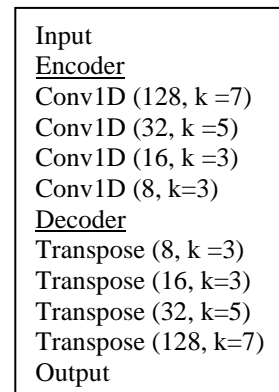 Input
Encoder
Conv1D (128, k =7)
Conv1D (32, k =5)
Conv1D (16, k =3)
Conv1D (8, k=3)
Decoder
Transpose (8, k =3)
Transpose (16, k=3)
Transpose (32, k=5)
Transpose (128, k=7)
Output